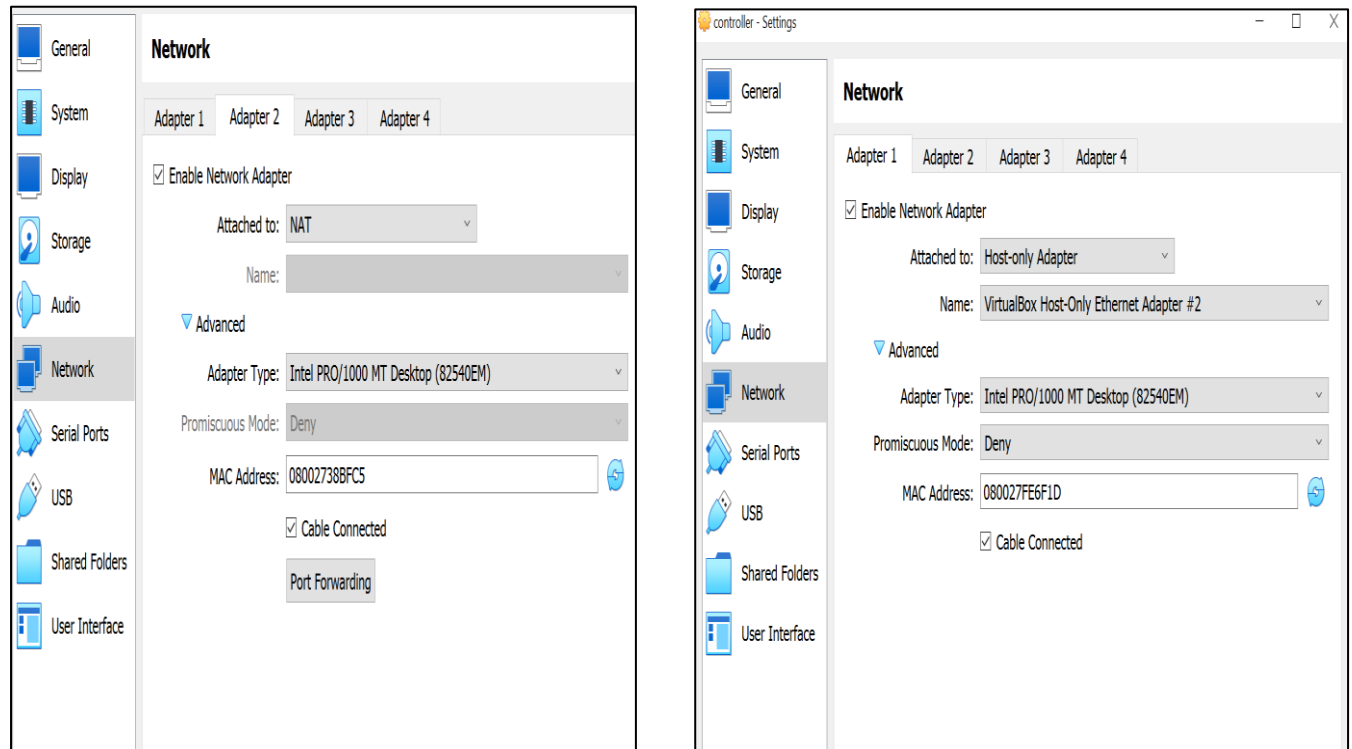 General
System
Display
Storage
Audio
Network
Serial Ports
USB
Shared Folders
User Interface
Network
Adapter 1 Adapter 2 Adapter 3 Adapter 4
Enable Network Adapter
Attached to: NAT
Name:
Advanced
Adapter Type: Intel PRO/1000 MT Desktop (82540EM)
Promiscuous Mode: Deny
MAC Address: 08002738BFC5
Cable Connected
Port Forwarding
controller - Settings
General
System
Display
Storage
Audio
Network
Serial Ports
USB
Shared Folders
User Interface
Network
Adapter 1 Adapter 2 Adapter 3 Adapter 4
Enable Network Adapter
Attached to: Host-only Adapter
Name: VirtualBox Host-Only Ethernet Adapter #2
Advanced
Adapter Type: Intel PRO/1000 MT Desktop (82540EM)
Promiscuous Mode: Deny
MAC Address: 080027FE6F1D
Cable Connected